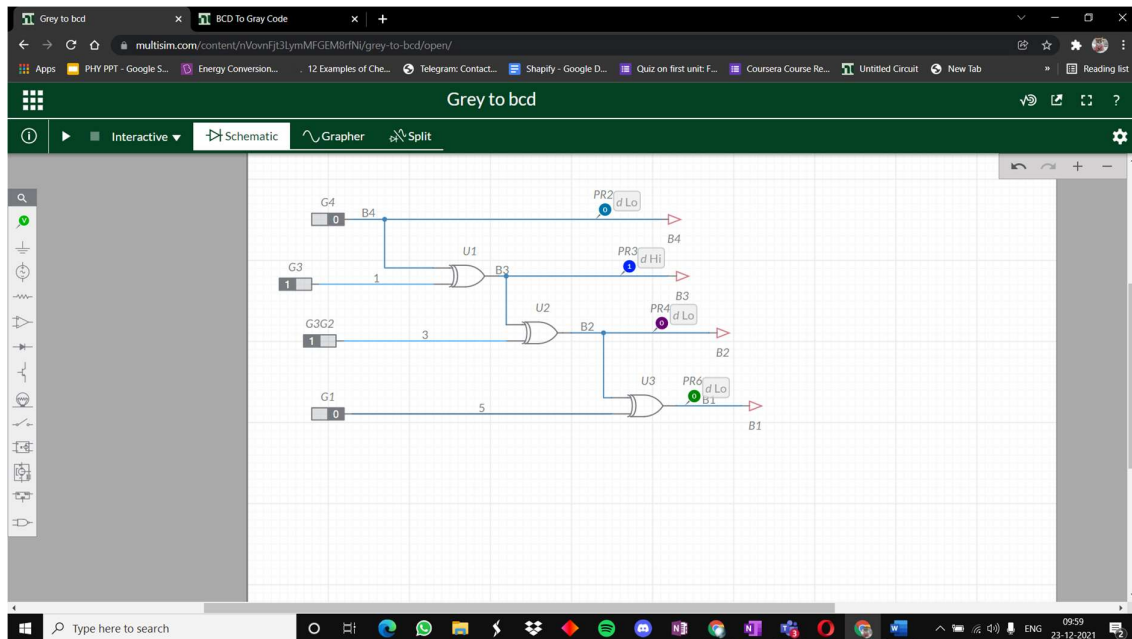 Grey to bcd
BCD To Gray Code
multisim.com/content/nVovnFjt3LymMFGEM8rfNi/grey-to-bcd/open/
Apps PHY PPT - Google S... Energy Conversion... 12 Examples of Che... Telegram: Contact... Shapify - Google D... Quiz on first unit: F... Coursera Course Re... Untitled Circuit New Tab » Reading list
Grey to bcd
Interactive Schematic Grapher Split
G4
0
B4
PR2
0
d Lo
B4
G3
1
1
U1
B3
PR3
1
d Hi
B3
G3G2
1
3
U2
B2
PR4
0
d Lo
B2
G1
0
5
U3
PR6
0
d Lo
B1
B1
Type here to search
ENG
09:59
23-12-2021